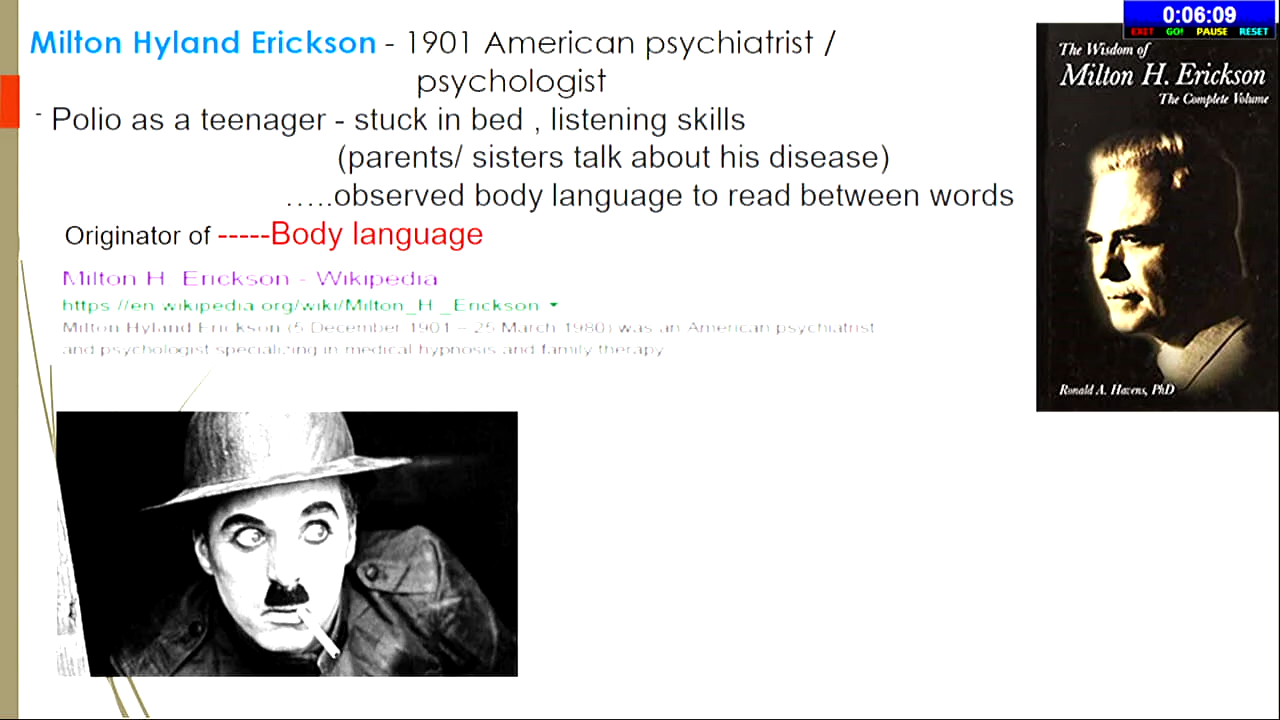 0:06:09
EXIT GO! PAUSE RESET
Milton Hyland Erickson - 1901 American psychiatrist /
psychologist
- Polio as a teenager - stuck in bed , listening skills
(parents/ sisters talk about his disease)
…..observed body language to read between words
Originator of -----Body language
Milton H. Erickson - Wikipedia
https://en.wikipedia.org/wiki/Milton_H._Erickson
Milton Hyland Erickson (5 December 1901 – 25 March 1980) was an American psychiatrist
and psychologist specializing in medical hypnosis and family therapy
The Wisdom of
Milton H. Erickson
The Complete Volume
Ronald A. Havens, PhD